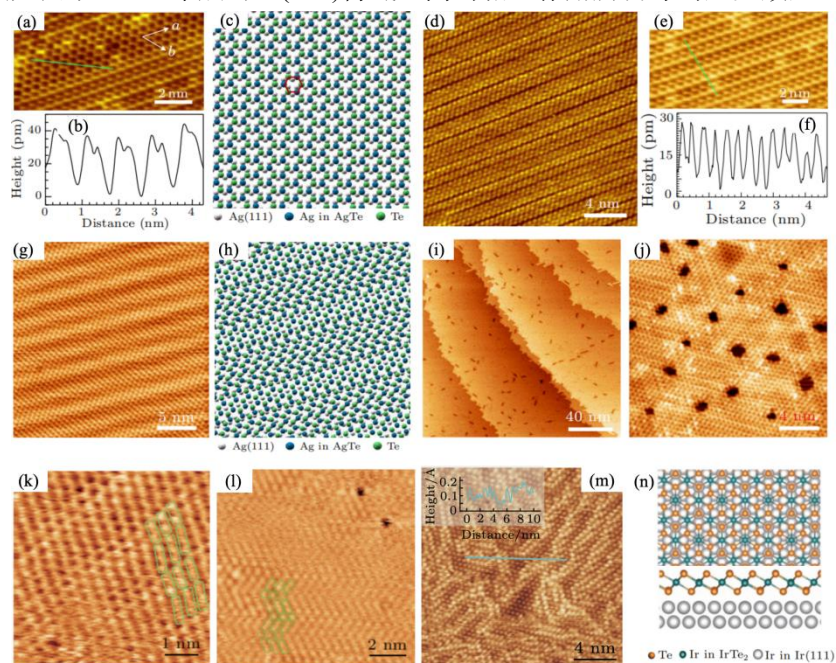 (a)
a
b
2 nm
(b)
Height (pm)
40
20
0
0 1 2 3 4
Distance (nm)
(c)
Ag(111) Ag in AgTe Te
(d)
4 nm
(e)
2 nm
(f)
Height (pm)
30
15
0
0 1 2 3 4
Distance (nm)
(g)
5 nm
(h)
Ag(111) Ag in AgTe Te
(i)
40 nm
(j)
4 nm
(k)
1 nm
(l)
2 nm
(m)
Height/Å
0.2
0.1
0
0 2 4 6 8 10
Distance/nm
4 nm
(n)
Te Ir in IrTe2 Ir in Ir(111)